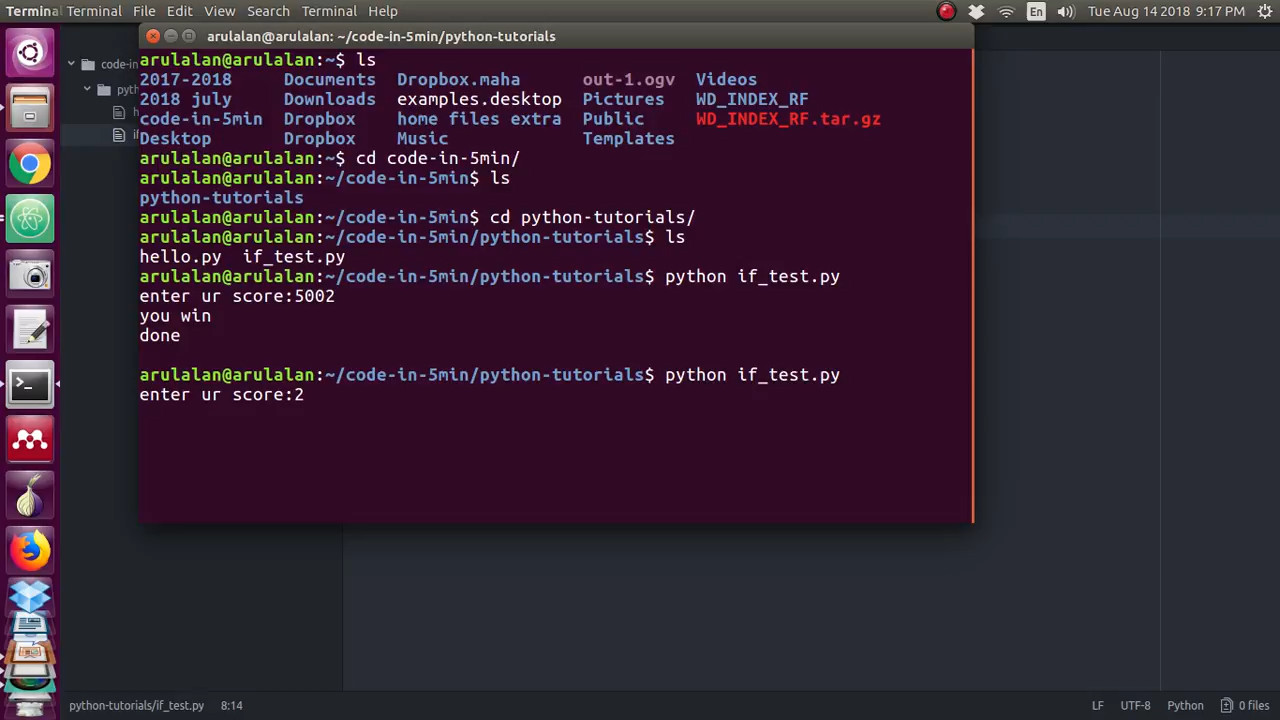 Terminal Terminal File Edit View Search Terminal Help En Tue Aug 14 2018 9:17 PM
arulalan@arulalan: ~/code-in-5min/python-tutorials
code-in
pyth
arulalan@arulalan:~$ ls
2017-2018 Documents Dropbox.maha out-1.ogv Videos
2018 july Downloads examples.desktop Pictures WD_INDEX_RF
code-in-5min Dropbox home files extra Public WD_INDEX_RF.tar.gz
Desktop Dropbox Music Templates
arulalan@arulalan:~$ cd code-in-5min/
arulalan@arulalan:~/code-in-5min$ ls
python-tutorials
arulalan@arulalan:~/code-in-5min$ cd python-tutorials/
arulalan@arulalan:~/code-in-5min/python-tutorials$ ls
hello.py if_test.py
arulalan@arulalan:~/code-in-5min/python-tutorials$ python if_test.py
enter ur score:5002
you win
done
arulalan@arulalan:~/code-in-5min/python-tutorials$ python if_test.py
enter ur score:2
python-tutorials/if_test.py 8:14 LF UTF-8 Python 0 files